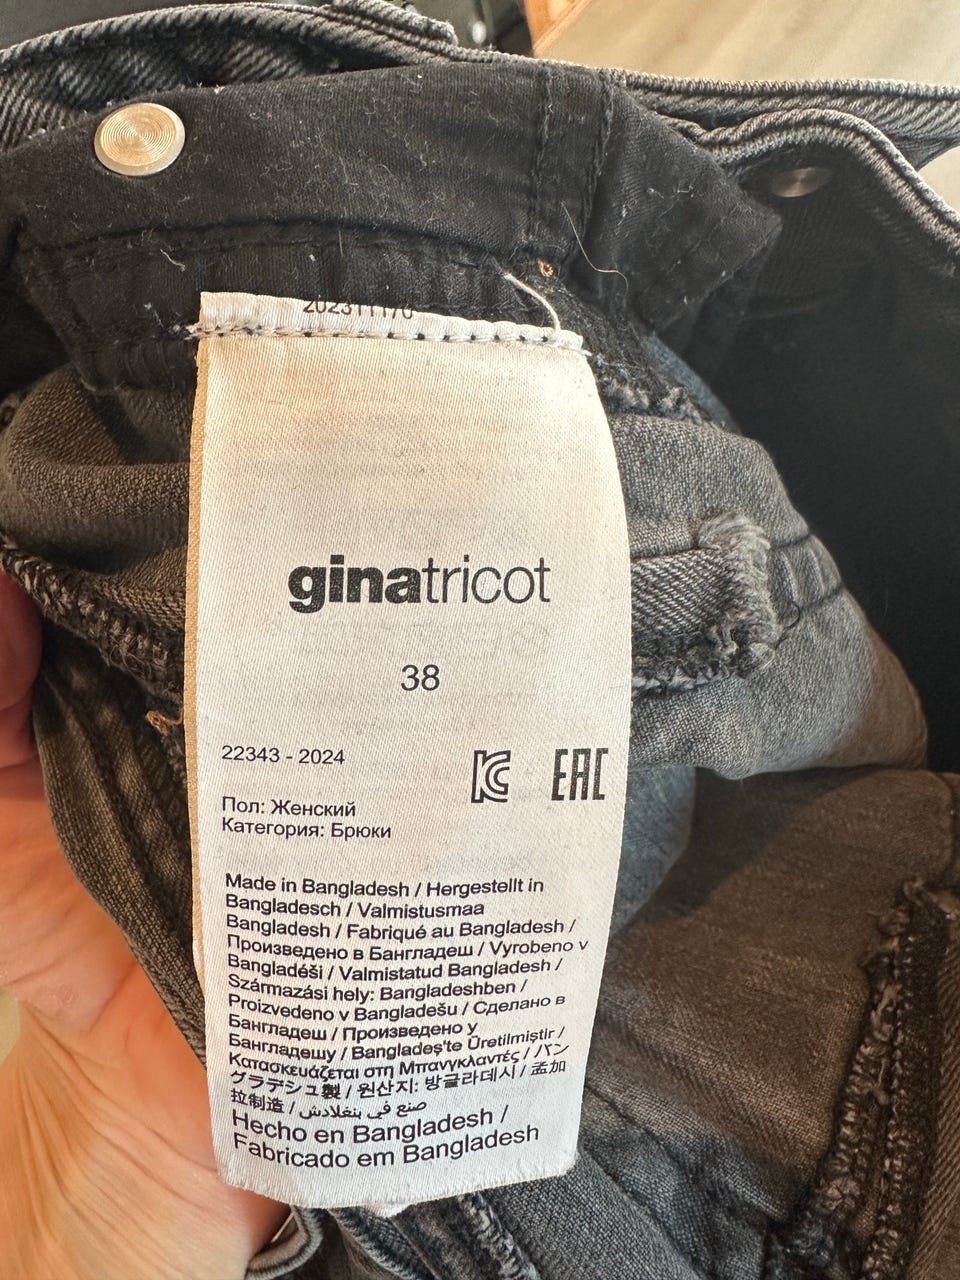 202311170
ginatricot
38
22343 - 2024
EAC
Пол: Женский
Категория: Брюки
Made in Bangladesh / Hergestellt in
Bangladesch / Valmistusmaa
Bangladesh / Fabriqué au Bangladesh /
Произведено в Бангладеш / Vyrobeno v
Bangladéši / Valmistatud Bangladesh /
Származási hely: Bangladeshben /
Proizvedeno v Bangladešu / Сделано в
Бангладеш / Произведено у
Бангладешу / Bangladeş'te Üretilmiştir /
Κατασκευάζεται στη Μπανγκλαντές / バン
グラデシュ製 / 원산지: 방글라데시 / 孟加
拉制造 / صنع في بنغلادش /
Hecho en Bangladesh /
Fabricado em Bangladesh